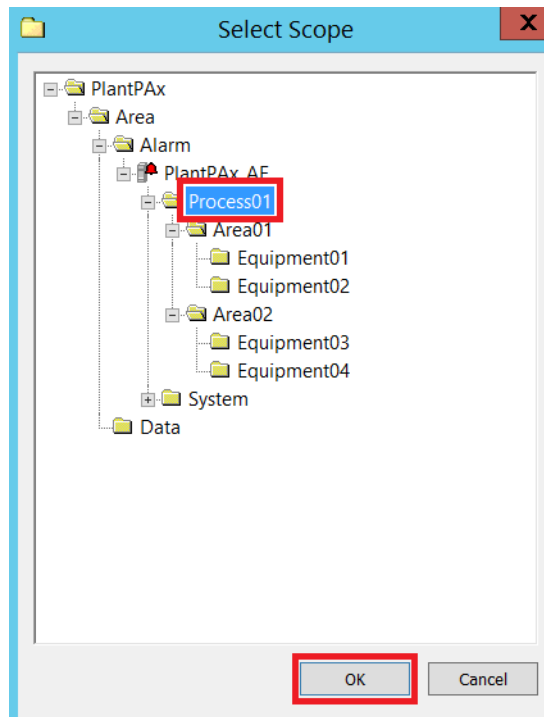 Select Scope
X
PlantPAx
Area
Alarm
PlantPAx_AE
Process01
Area01
Equipment01
Equipment02
Area02
Equipment03
Equipment04
System
Data
OK
Cancel